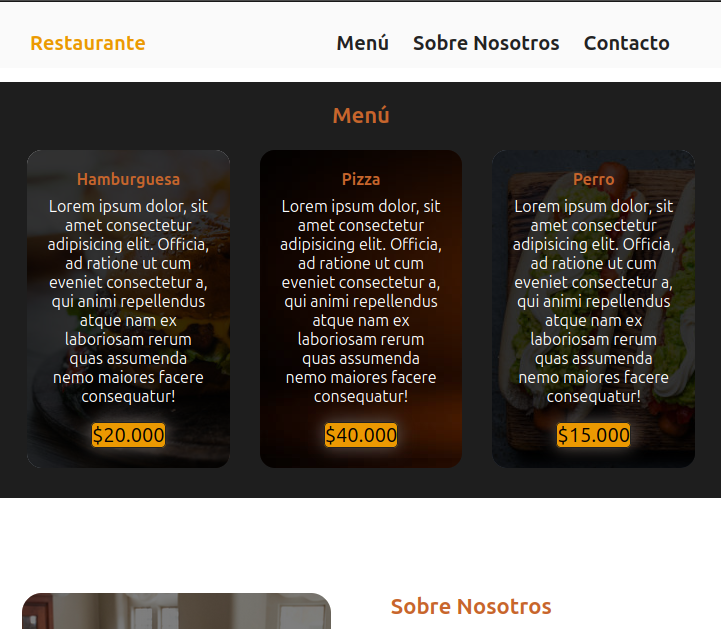 Restaurante Menú Sobre Nosotros Contacto
Menú
Hamburguesa
Lorem ipsum dolor, sit
amet consectetur
adipisicing elit. Officia,
ad ratione ut cum
eveniet consectetur a,
qui animi repellendus
atque nam ex
laboriosam rerum
quas assumenda
nemo maiores facere
consequatur!
$20.000
Pizza
Lorem ipsum dolor, sit
amet consectetur
adipisicing elit. Officia,
ad ratione ut cum
eveniet consectetur a,
qui animi repellendus
atque nam ex
laboriosam rerum
quas assumenda
nemo maiores facere
consequatur!
$40.000
Perro
Lorem ipsum dolor, sit
amet consectetur
adipisicing elit. Officia,
ad ratione ut cum
eveniet consectetur a,
qui animi repellendus
atque nam ex
laboriosam rerum
quas assumenda
nemo maiores facere
consequatur!
$15.000
Sobre Nosotros